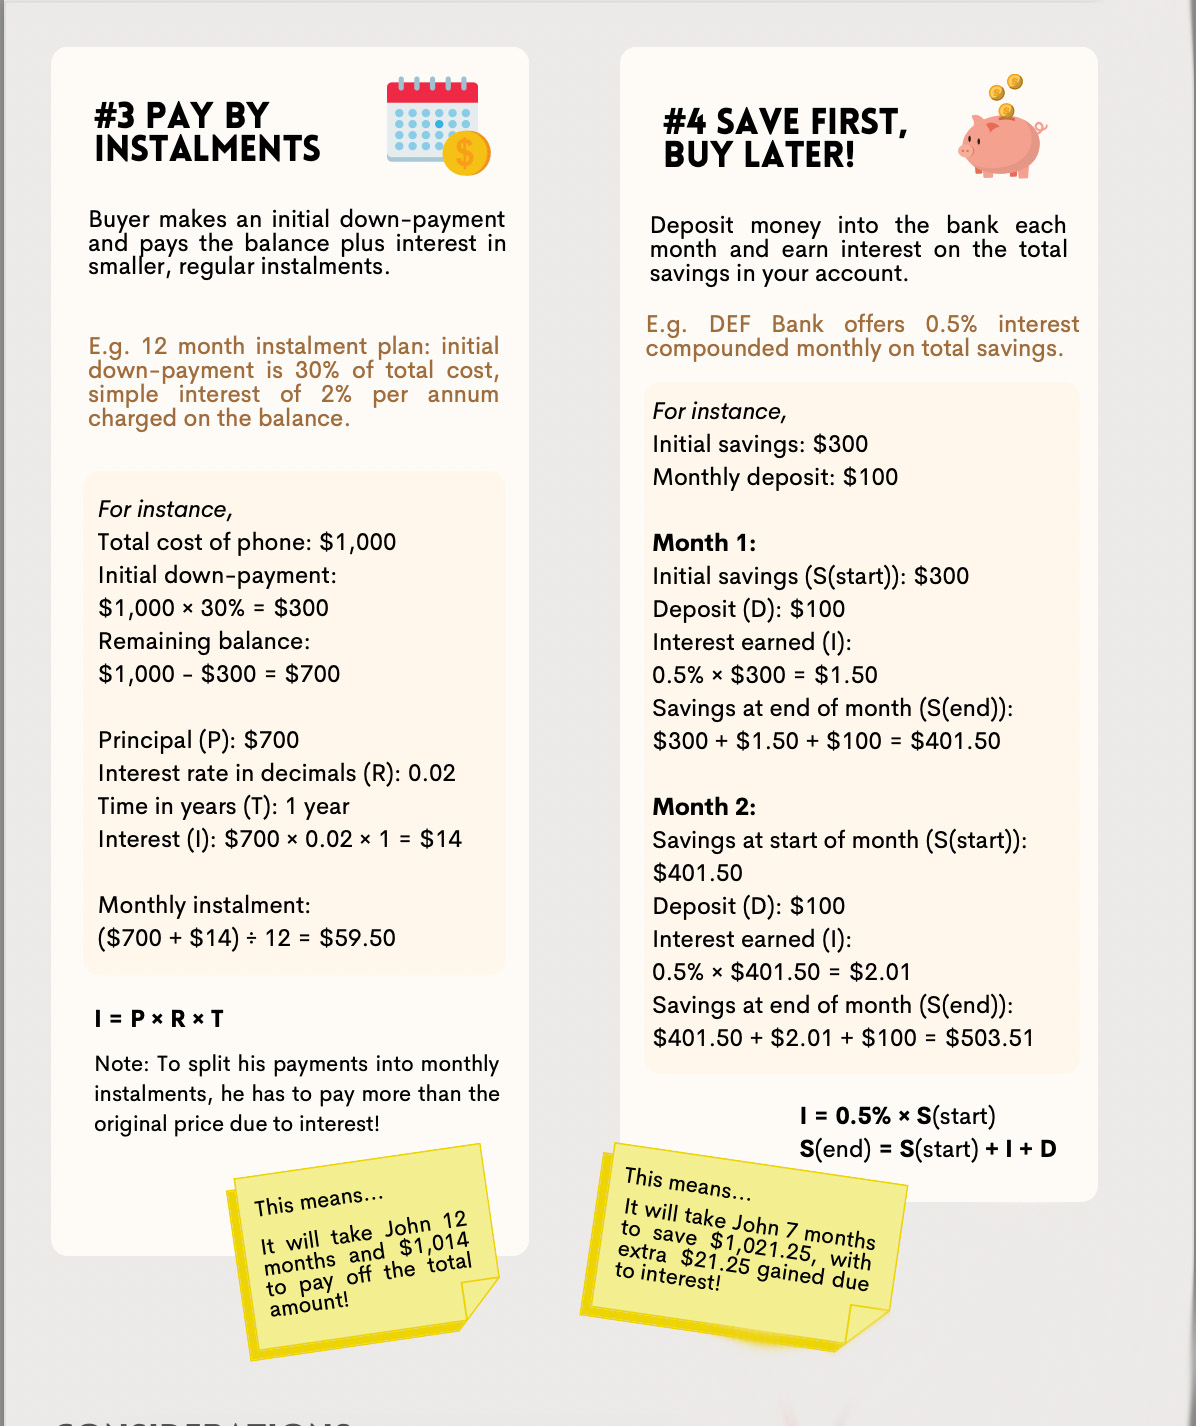 #3 PAY BY
INSTALMENTS
Buyer makes an initial down-payment
and pays the balance plus interest in
smaller, regular instalments.
E.g. 12 month instalment plan: initial
down-payment is 30% of total cost,
simple interest of 2% per annum
charged on the balance.
For instance,
Total cost of phone: $1,000
Initial down-payment:
$1,000 × 30% = $300
Remaining balance:
$1,000 - $300 = $700
Principal (P): $700
Interest rate in decimals (R): 0.02
Time in years (T): 1 year
Interest (I): $700 × 0.02 × 1 = $14
Monthly instalment:
($700 + $14) ÷ 12 = $59.50
I = P × R × T
Note: To split his payments into monthly
instalments, he has to pay more than the
original price due to interest!
This means...
It will take John 12
months and $1,014
to pay off the total
amount!
#4 SAVE FIRST,
BUY LATER!
Deposit money into the bank each
month and earn interest on the total
savings in your account.
E.g. DEF Bank offers 0.5% interest
compounded monthly on total savings.
For instance,
Initial savings: $300
Monthly deposit: $100
Month 1:
Initial savings (S(start)): $300
Deposit (D): $100
Interest earned (I):
0.5% × $300 = $1.50
Savings at end of month (S(end)):
$300 + $1.50 + $100 = $401.50
Month 2:
Savings at start of month (S(start)):
$401.50
Deposit (D): $100
Interest earned (I):
0.5% × $401.50 = $2.01
Savings at end of month (S(end)):
$401.50 + $2.01 + $100 = $503.51
I = 0.5% × S(start)
S(end) = S(start) + I + D
This means...
It will take John 7 months
to save $1,021.25, with
extra $21.25 gained due
to interest!